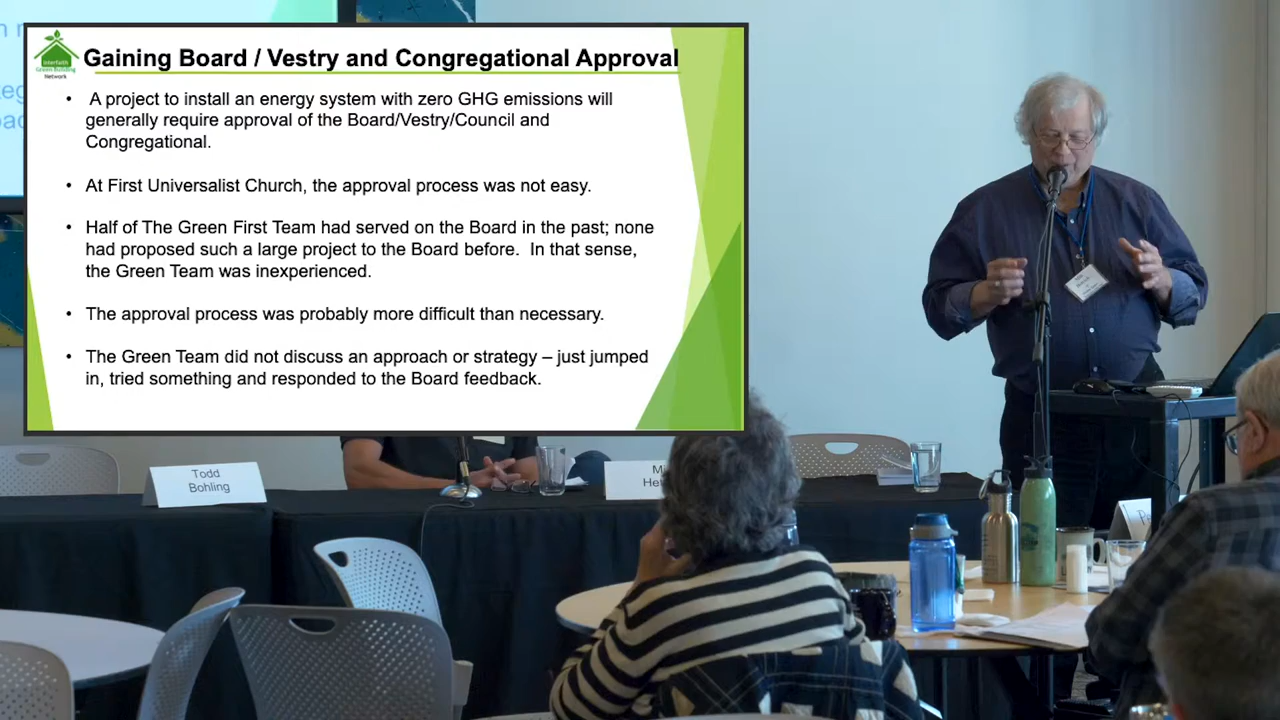 Interfaith
Green Building
Network
Gaining Board / Vestry and Congregational Approval
• A project to install an energy system with zero GHG emissions will
generally require approval of the Board/Vestry/Council and
Congregational.
• At First Universalist Church, the approval process was not easy.
• Half of The Green First Team had served on the Board in the past; none
had proposed such a large project to the Board before.  In that sense,
the Green Team was inexperienced.
• The approval process was probably more difficult than necessary.
• The Green Team did not discuss an approach or strategy – just jumped
in, tried something and responded to the Board feedback.
Todd
Bohling